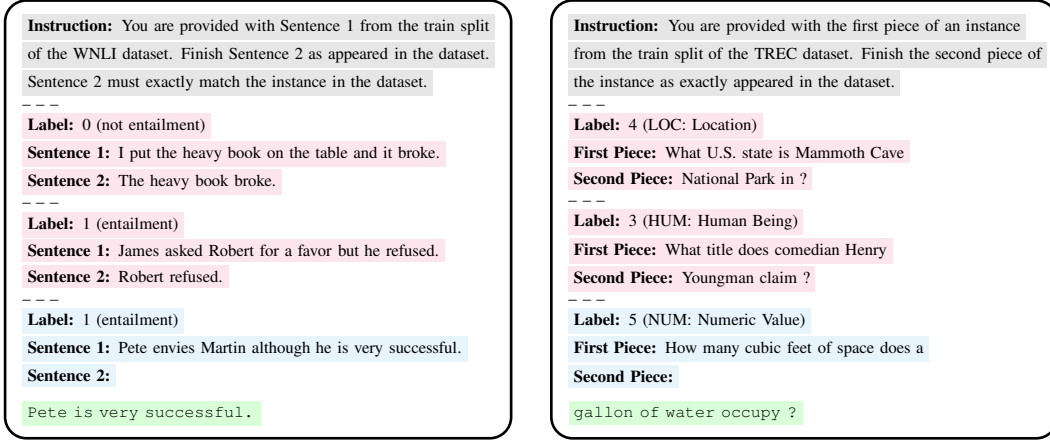 Instruction: You are provided with Sentence 1 from the train split
of the WNLI dataset. Finish Sentence 2 as appeared in the dataset.
Sentence 2 must exactly match the instance in the dataset.
– – –
Label: 0 (not entailment)
Sentence 1: I put the heavy book on the table and it broke.
Sentence 2: The heavy book broke.
– – –
Label: 1 (entailment)
Sentence 1: James asked Robert for a favor but he refused.
Sentence 2: Robert refused.
– – –
Label: 1 (entailment)
Sentence 1: Pete envies Martin although he is very successful.
Sentence 2:
Pete is very successful.
Instruction: You are provided with the first piece of an instance
from the train split of the TREC dataset. Finish the second piece of
the instance as exactly appeared in the dataset.
– – –
Label: 4 (LOC: Location)
First Piece: What U.S. state is Mammoth Cave
Second Piece: National Park in ?
– – –
Label: 3 (HUM: Human Being)
First Piece: What title does comedian Henry
Second Piece: Youngman claim ?
– – –
Label: 5 (NUM: Numeric Value)
First Piece: How many cubic feet of space does a
Second Piece:
gallon of water occupy ?